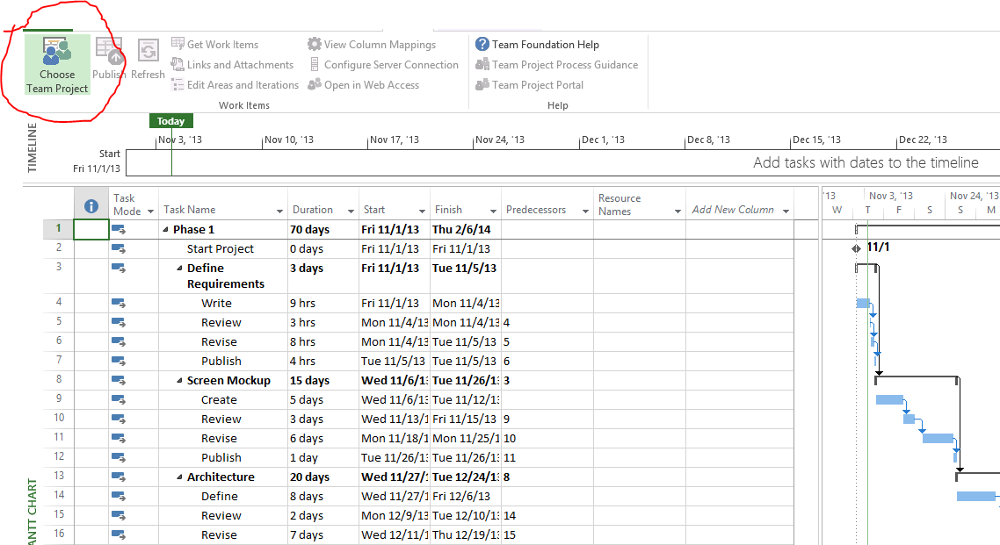 Choose
Team Project
Publish
Refresh
Get Work Items
Links and Attachments
Edit Areas and Iterations
View Column Mappings
Configure Server Connection
Open in Web Access
Work Items
Team Foundation Help
Team Project Process Guidance
Team Project Portal
Help
TIMELINE
Today
Nov 3, '13 Nov 10, '13 Nov 17, '13 Nov 24, '13 Dec 1, '13 Dec 8, '13 Dec 15, '13 Dec 22, '13
Start
Fri 11/1/13
Add tasks with dates to the timeline
Task Mode Task Name Duration Start Finish Predecessors Resource Names Add New Column
'13 Nov 3, '13 Nov 24, '13
W T F S S M
1 Phase 1 70 days Fri 11/1/13 Thu 2/6/14
2 Start Project 0 days Fri 11/1/13 Fri 11/1/13
11/1
3 Define Requirements 3 days Fri 11/1/13 Tue 11/5/13
4 Write 9 hrs Fri 11/1/13 Mon 11/4/13
5 Review 3 hrs Mon 11/4/13 Mon 11/4/13 4
6 Revise 8 hrs Mon 11/4/13 Tue 11/5/13 5
7 Publish 4 hrs Tue 11/5/13 Tue 11/5/13 6
8 Screen Mockup 15 days Wed 11/6/13 Tue 11/26/13 3
9 Create 5 days Wed 11/6/13 Tue 11/12/13
10 Review 3 days Wed 11/13/1 Fri 11/15/13 9
11 Revise 6 days Mon 11/18/1 Mon 11/25/1 10
12 Publish 1 day Tue 11/26/13 Tue 11/26/13 11
13 Architecture 20 days Wed 11/27/1 Tue 12/24/13 8
14 Define 8 days Wed 11/27/1 Fri 12/6/13
15 Review 2 days Mon 12/9/13 Tue 12/10/13 14
16 Revise 7 days Wed 12/11/1 Thu 12/19/13 15
ANTT CHART